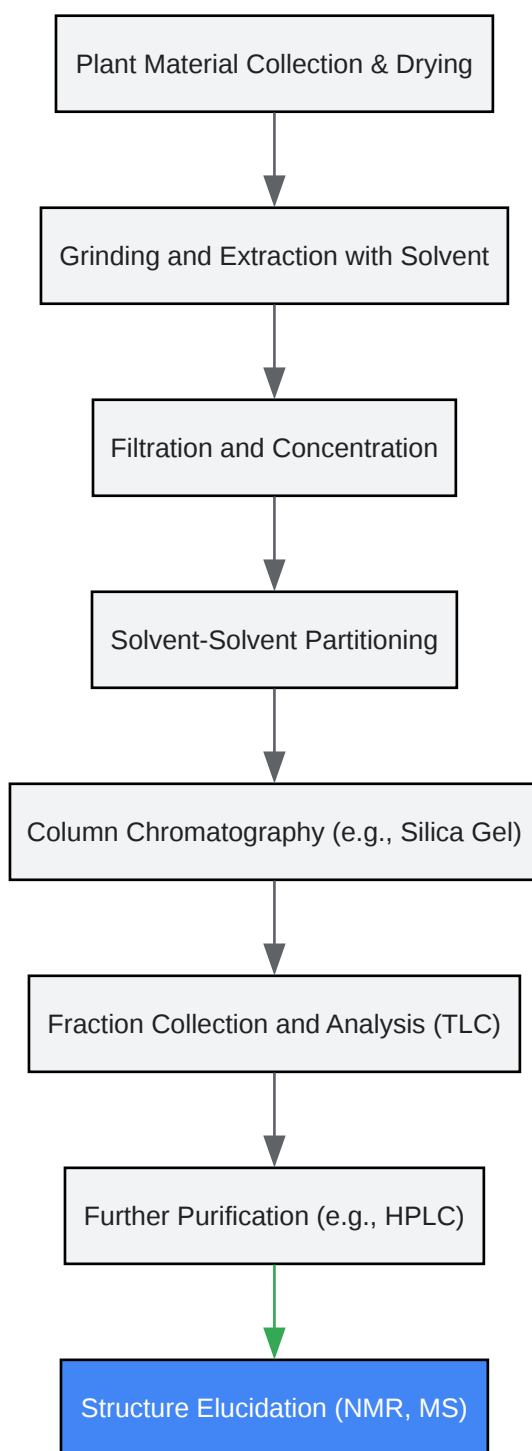 Plant Material Collection & Drying
Grinding and Extraction with Solvent
Filtration and Concentration
Solvent-Solvent Partitioning
Column Chromatography (e.g., Silica Gel)
Fraction Collection and Analysis (TLC)
Further Purification (e.g., HPLC)
Structure Elucidation (NMR, MS)